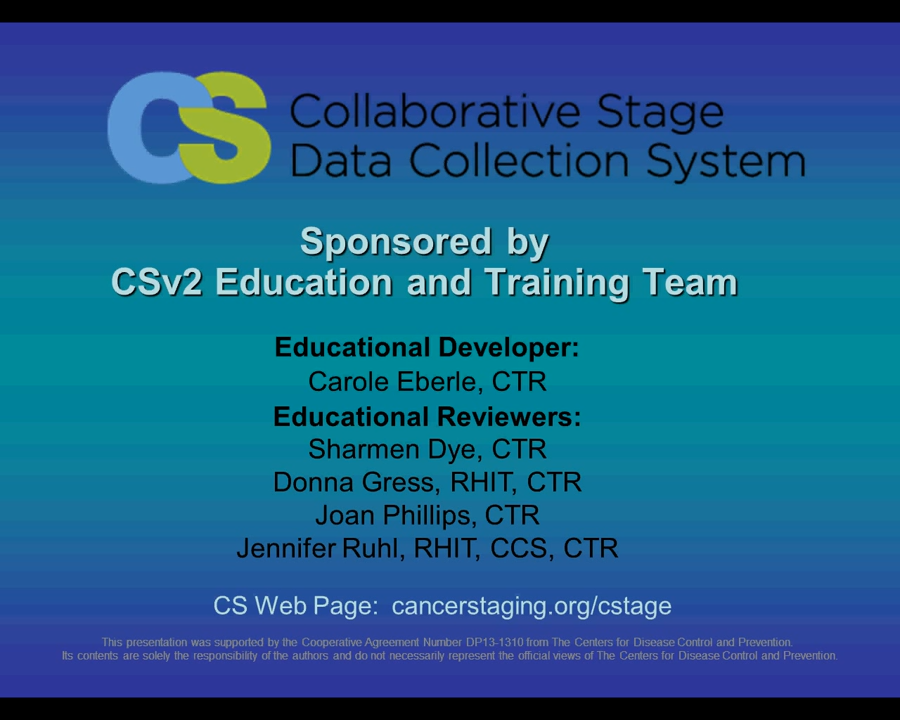 CS Collaborative Stage
Data Collection System
Sponsored by
CSv2 Education and Training Team
Educational Developer:
Carole Eberle, CTR
Educational Reviewers:
Sharmen Dye, CTR
Donna Gress, RHIT, CTR
Joan Phillips, CTR
Jennifer Ruhl, RHIT, CCS, CTR
CS Web Page: cancerstaging.org/cstage
This presentation was supported by the Cooperative Agreement Number DP13-1310 from The Centers for Disease Control and Prevention.
Its contents are solely the responsibility of the authors and do not necessarily represent the official views of The Centers for Disease Control and Prevention.